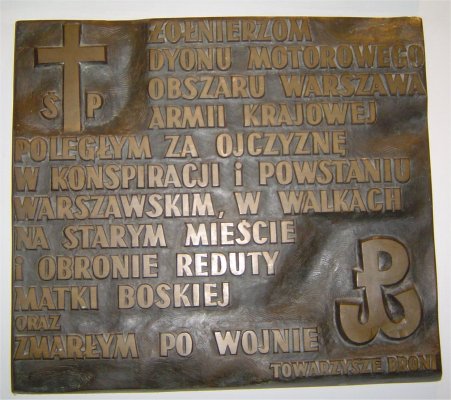 ŻOŁNIERZOM
DYONU MOTOROWEGO
OBSZARU WARSZAWA
Ś P
ARMII KRAJOWEJ
POLEGŁYM ZA OJCZYZNĘ
W KONSPIRACJI i POWSTANIU
WARSZAWSKIM, W WALKACH
NA STARYM MIEŚCIE
i OBRONIE REDUTY
MATKI BOSKIEJ
ORAZ
ZMARŁYM PO WOJNIE
TOWARZYSZE BRONI